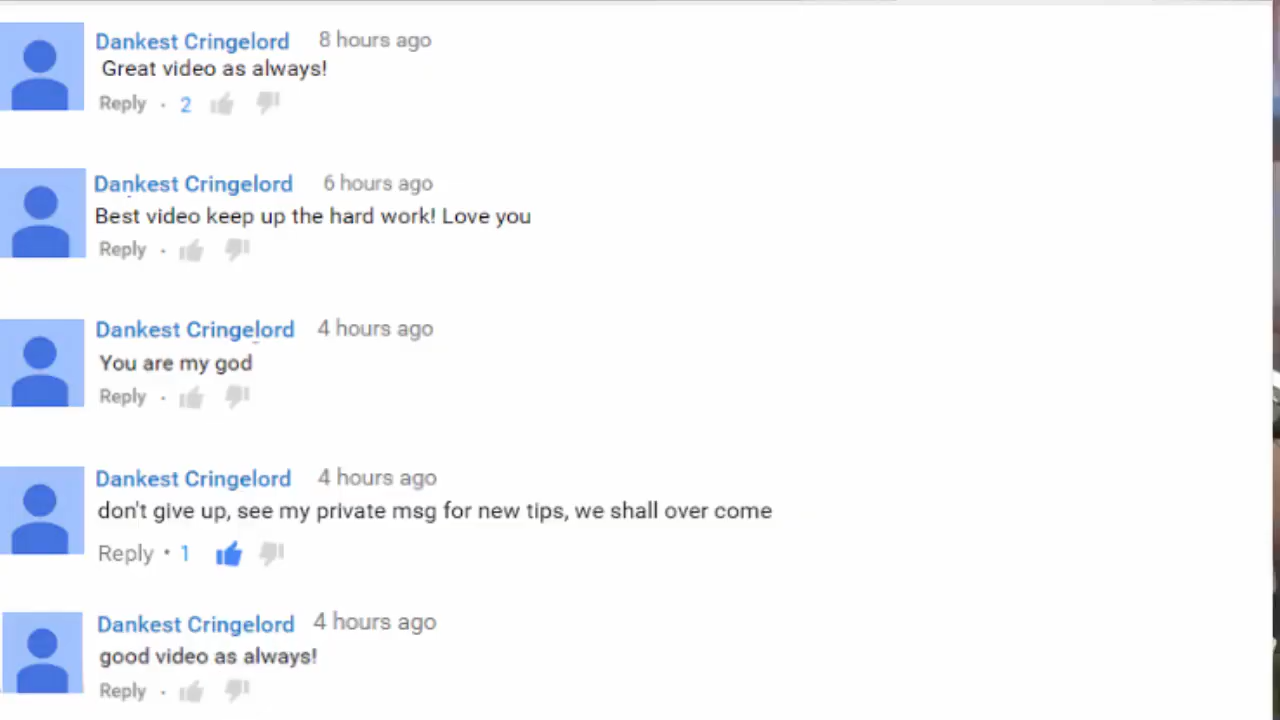 Dankest Cringelord 8 hours ago
Great video as always!
Reply · 2
Dankest Cringelord 6 hours ago
Best video keep up the hard work! Love you
Reply ·
Dankest Cringelord 4 hours ago
You are my god
Reply ·
Dankest Cringelord 4 hours ago
don't give up, see my private msg for new tips, we shall over come
Reply · 1
Dankest Cringelord 4 hours ago
good video as always!
Reply ·